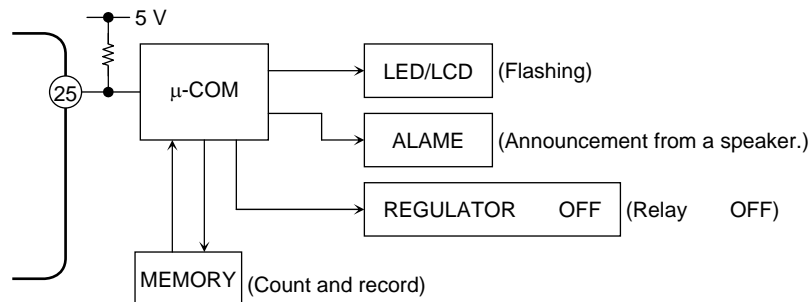 5 V
25
μ-COM
LED/LCD (Flashing)
ALAME (Announcement from a speaker.)
REGULATOR OFF (Relay OFF)
MEMORY (Count and record)